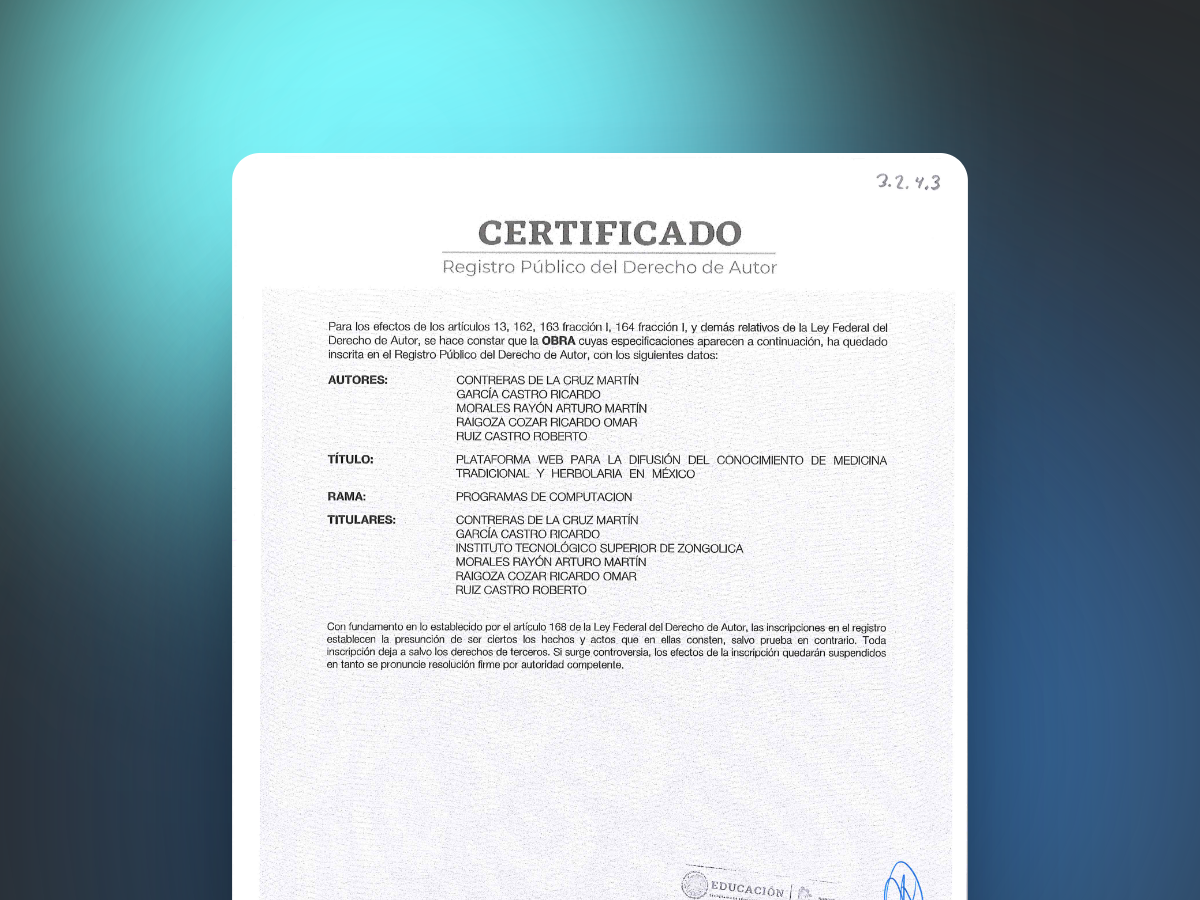 3.2.4.3
CERTIFICADO
Registro Público del Derecho de Autor
Para los efectos de los artículos 13, 162, 163 fracción I, 164 fracción I, y demás relativos de la Ley Federal del
Derecho de Autor, se hace constar que la OBRA cuyas especificaciones aparecen a continuación, ha quedado
inscrita en el Registro Público del Derecho de Autor, con los siguientes datos:
AUTORES: CONTRERAS DE LA CRUZ MARTÍN
GARCÍA CASTRO RICARDO
MORALES RAYÓN ARTURO MARTÍN
RAIGOZA COZAR RICARDO OMAR
RUIZ CASTRO ROBERTO
TÍTULO: PLATAFORMA WEB PARA LA DIFUSIÓN DEL CONOCIMIENTO DE MEDICINA
TRADICIONAL Y HERBOLARIA EN MÉXICO
RAMA: PROGRAMAS DE COMPUTACION
TITULARES: CONTRERAS DE LA CRUZ MARTÍN
GARCÍA CASTRO RICARDO
INSTITUTO TECNOLÓGICO SUPERIOR DE ZONGOLICA
MORALES RAYÓN ARTURO MARTÍN
RAIGOZA COZAR RICARDO OMAR
RUIZ CASTRO ROBERTO
Con fundamento en lo establecido por el artículo 168 de la Ley Federal del Derecho de Autor, las inscripciones en el registro
establecen la presunción de ser ciertos los hechos y actos que en ellas consten, salvo prueba en contrario. Toda
inscripción deja a salvo los derechos de terceros. Si surge controversia, los efectos de la inscripción quedarán suspendidos
en tanto se pronuncie resolución firme por autoridad competente.
EDUCACIÓN